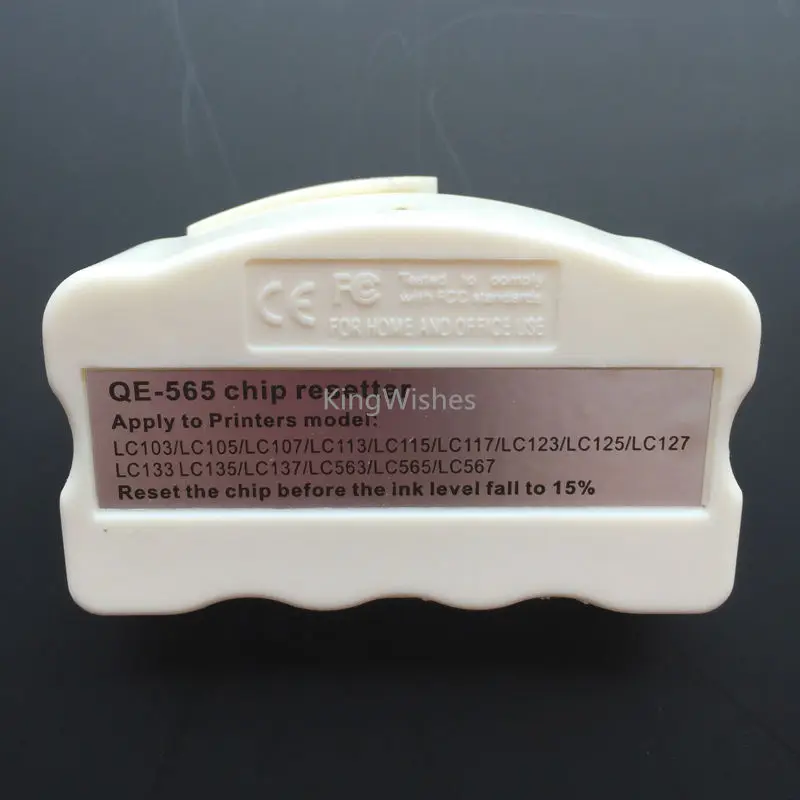 CE FC Tested to comply
with FCC standards
FOR HOME AND OFFICE USE
QE-565 chip resetter
KingWishes
Apply to Printers model:
LC103/LC105/LC107/LC113/LC115/LC117/LC123/LC125/LC127
LC133 LC135/LC137/LC563/LC565/LC567
Reset the chip before the ink level fall to 15%